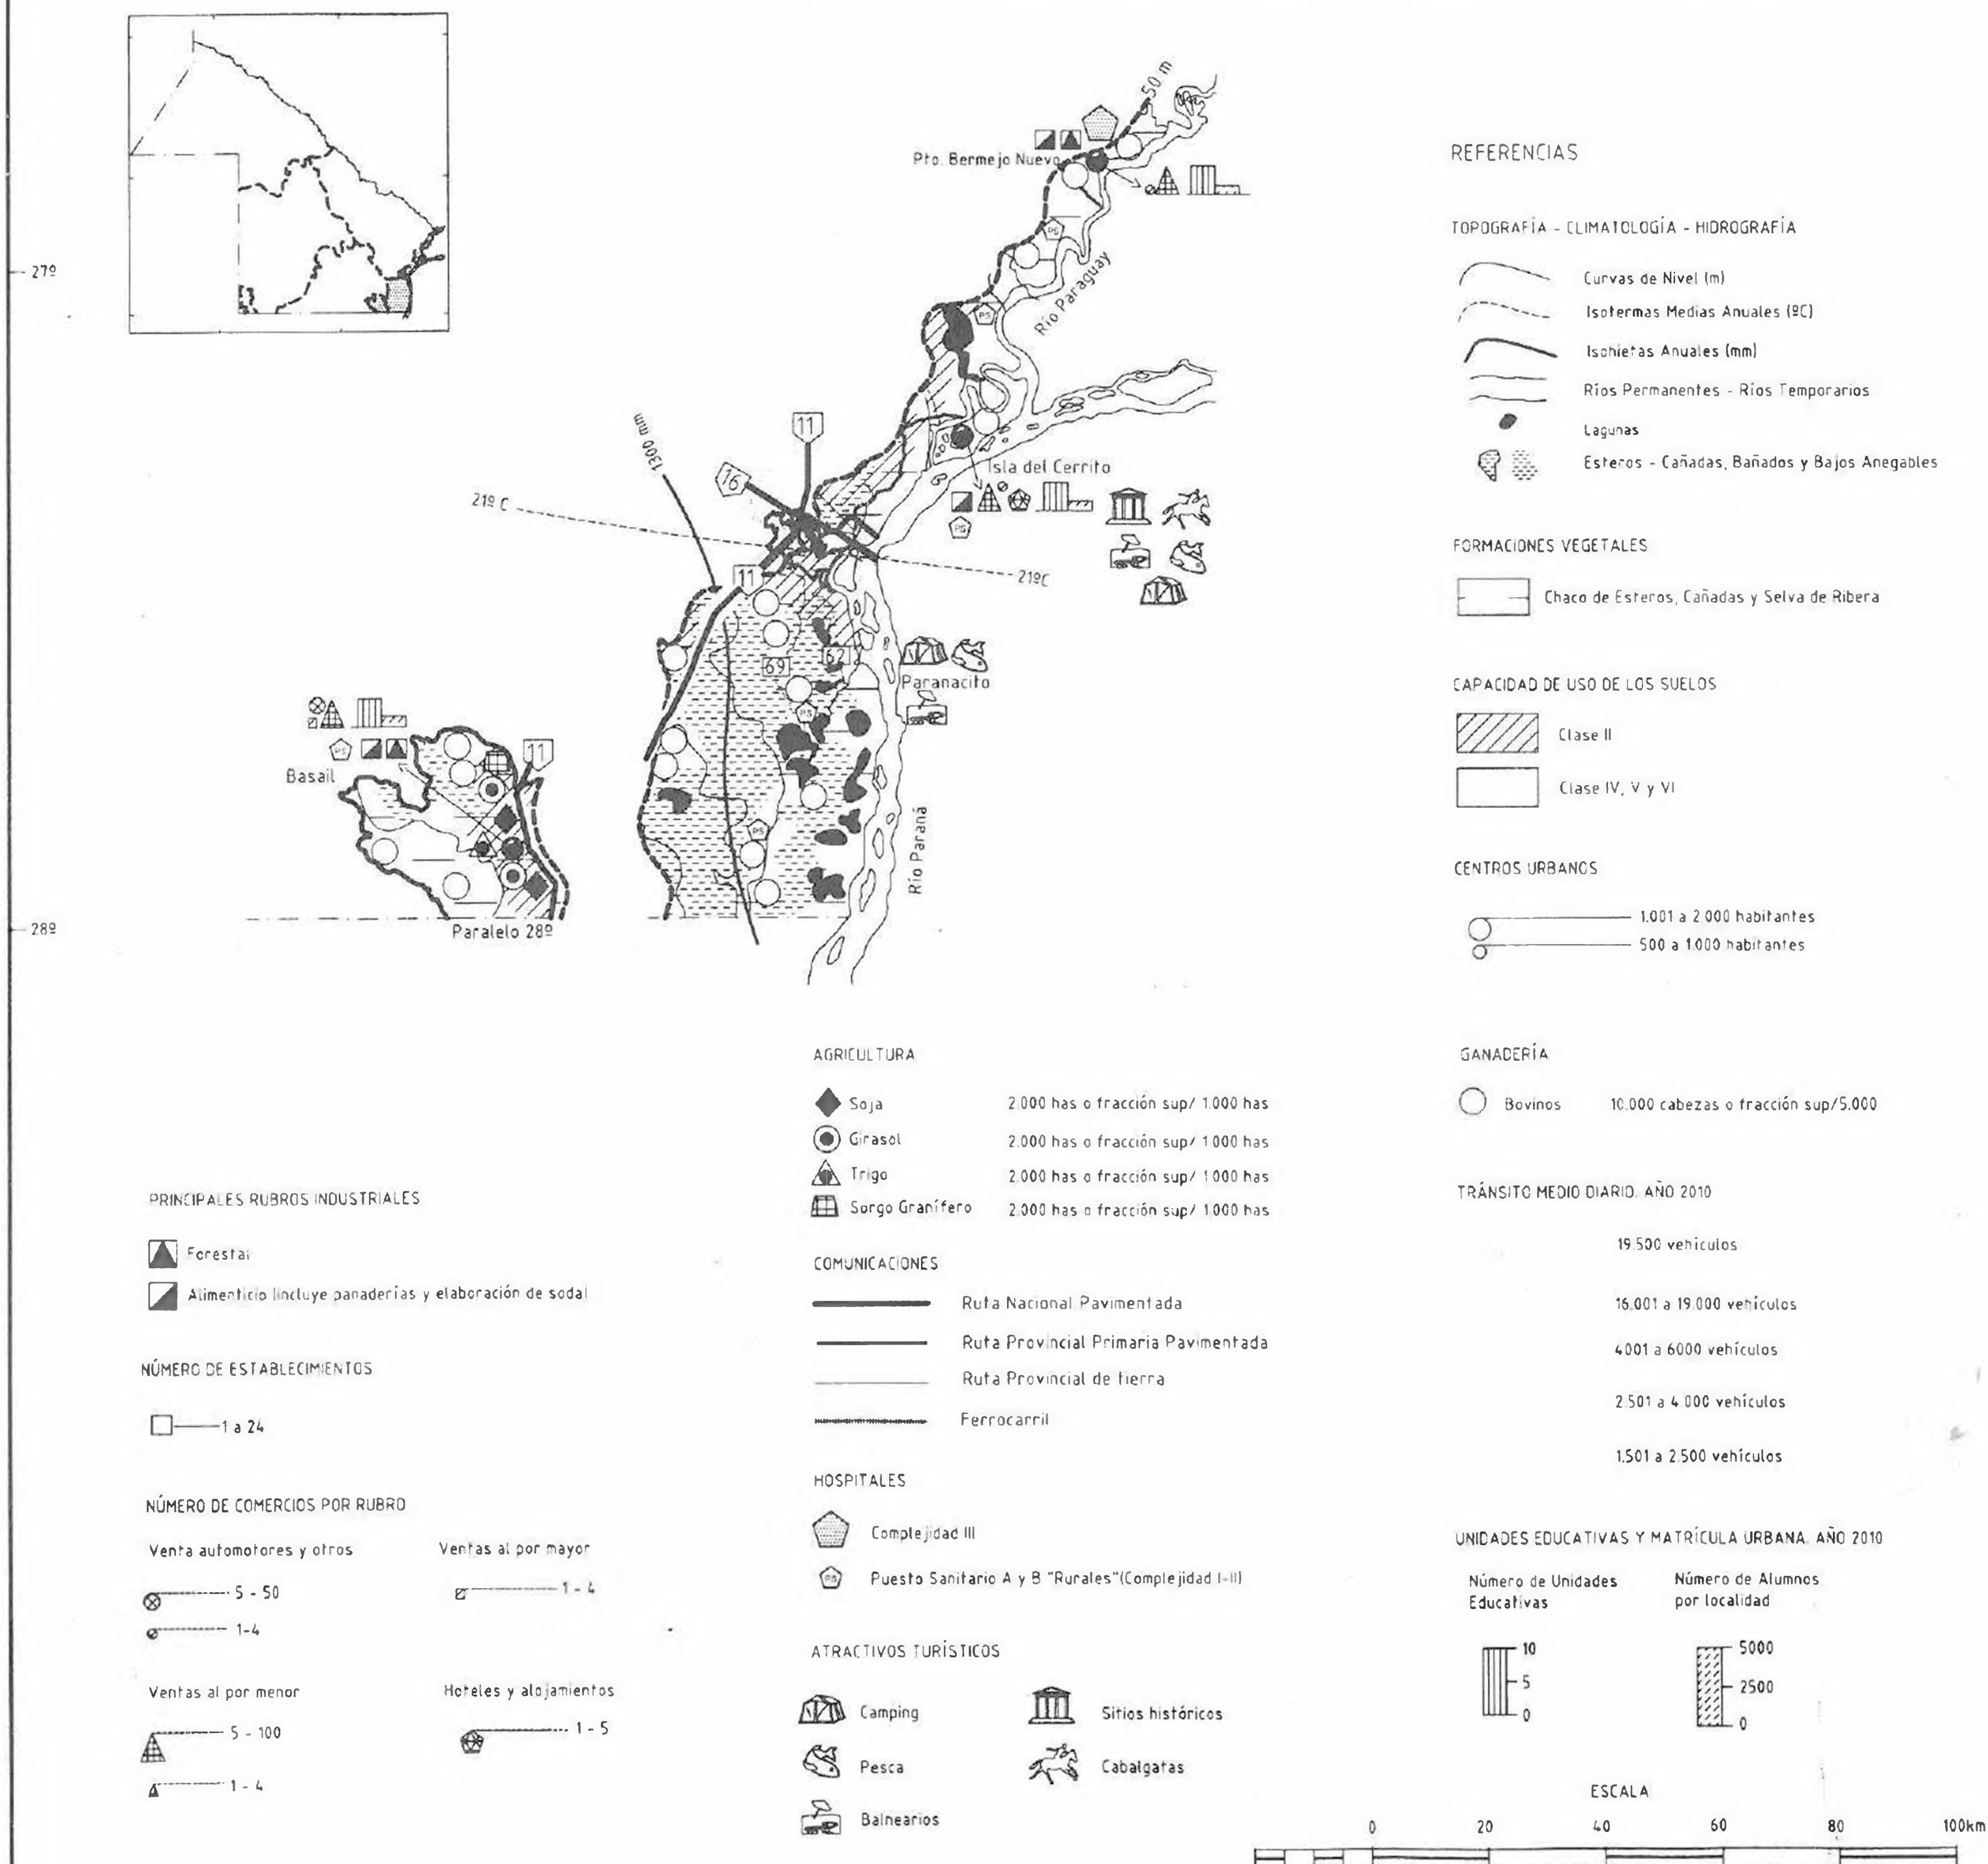 50 m
Pto. Bermejo Nuevo
PS
27º
Río Paraguay
PS
1300 mm
11
16
Isla del Cerrito
PS
21º C
21ºC
11
69
62
Paranacito
PS
11
PS
Basail
PS
Río Paraná
28º
Paralelo 28º
REFERENCIAS
TOPOGRAFÍA - CLIMATOLOGÍA - HIDROGRAFÍA
Curvas de Nivel (m)
Isotermas Medias Anuales (ºC)
Isohietas Anuales (mm)
Ríos Permanentes - Ríos Temporarios
Lagunas
Esteros - Cañadas, Bañados y Bajos Anegables
FORMACIONES VEGETALES
Chaco de Esteros, Cañadas y Selva de Ribera
CAPACIDAD DE USO DE LOS SUELOS
Clase II
Clase IV, V y VI
CENTROS URBANOS
1.001 a 2.000 habitantes
500 a 1.000 habitantes
GANADERÍA
Bovinos 10.000 cabezas o fracción sup/5.000
TRÁNSITO MEDIO DIARIO. AÑO 2010
19.500 vehículos
16.001 a 19.000 vehículos
4001 a 6000 vehículos
2.501 a 4.000 vehículos
1.501 a 2.500 vehículos
UNIDADES EDUCATIVAS Y MATRÍCULA URBANA. AÑO 2010
Número de Unidades Educativas
10
5
0
Número de Alumnos por localidad
5000
2500
0
ESCALA
0 20 40 60 80 100km
AGRICULTURA
Soja 2.000 has o fracción sup/ 1.000 has
Girasol 2.000 has o fracción sup/ 1.000 has
Trigo 2.000 has o fracción sup/ 1.000 has
Sorgo Granífero 2.000 has o fracción sup/ 1.000 has
COMUNICACIONES
Ruta Nacional Pavimentada
Ruta Provincial Primaria Pavimentada
Ruta Provincial de tierra
Ferrocarril
HOSPITALES
Complejidad III
PS Puesto Sanitario A y B "Rurales"(Complejidad I-II)
ATRACTIVOS TURÍSTICOS
Camping
Sitios históricos
Pesca
Cabalgatas
Balnearios
PRINCIPALES RUBROS INDUSTRIALES
Forestal
Alimenticio (incluye panaderías y elaboración de soda)
NÚMERO DE ESTABLECIMIENTOS
1 a 24
NÚMERO DE COMERCIOS POR RUBRO
Venta automotores y otros
5 - 50
1-4
Ventas al por mayor
1 - 4
Ventas al por menor
5 - 100
1 - 4
Hoteles y alojamientos
1 - 5